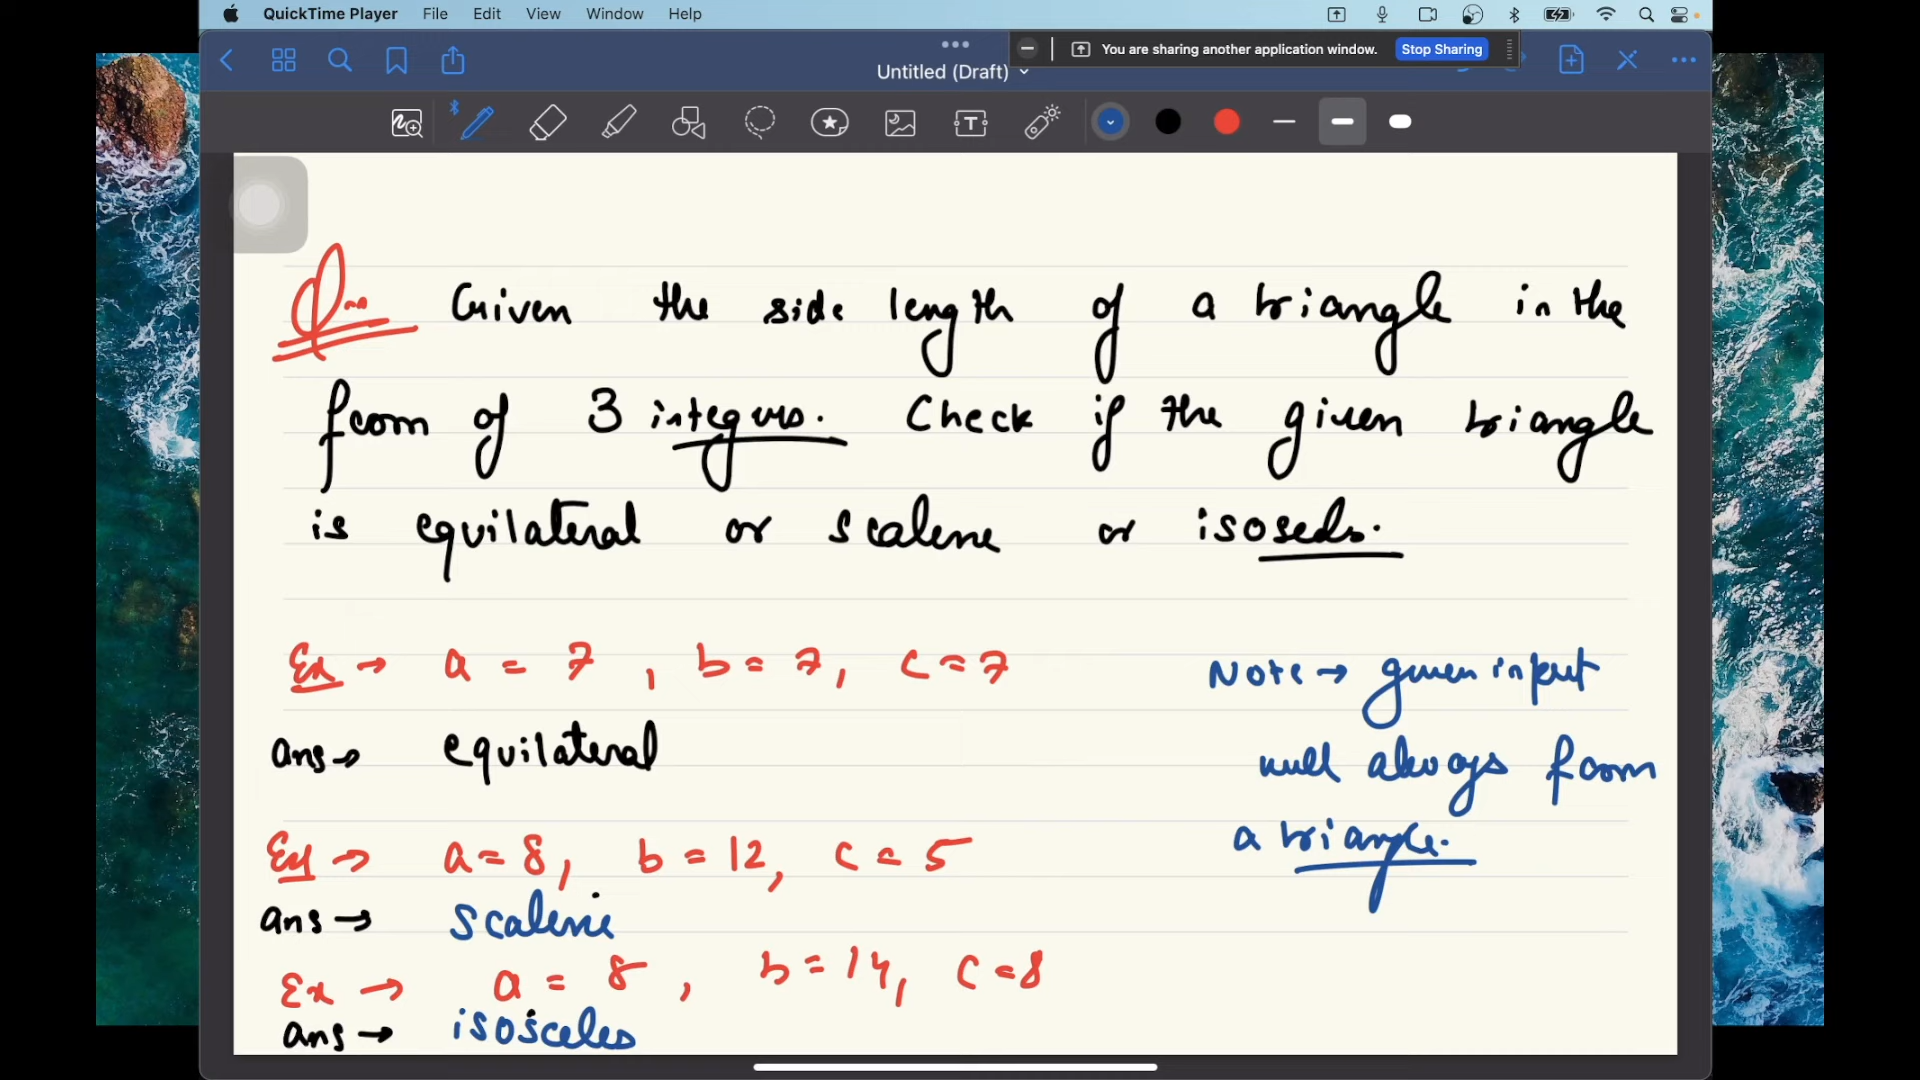 QuickTime Player File Edit View Window Help
You are sharing another application window. Stop Sharing
Untitled (Draft)
T
Qns Given the side length of a triangle in the
form of 3 integers. Check if the given triangle
is equilateral or scalene or isosels.
Ex → a = 7, b = 7, c = 7
ans → equilateral
Note → given input
will always form
a triangle.
Ex → a = 8, b = 12, c = 5
ans → scalene
Ex → a = 8, b = 14, c = 8
ans → isosceles